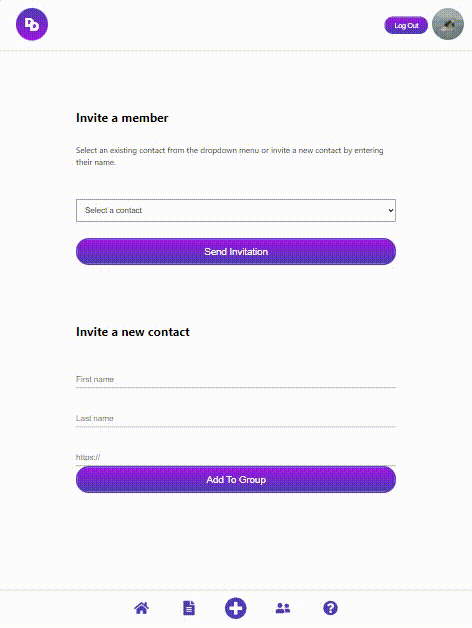 DD
Log Out
Invite a member
Select an existing contact from the dropdown menu or invite a new contact by entering
their name.
Select a contact
Send Invitation
Invite a new contact
First name
Last name
https://
Add To Group